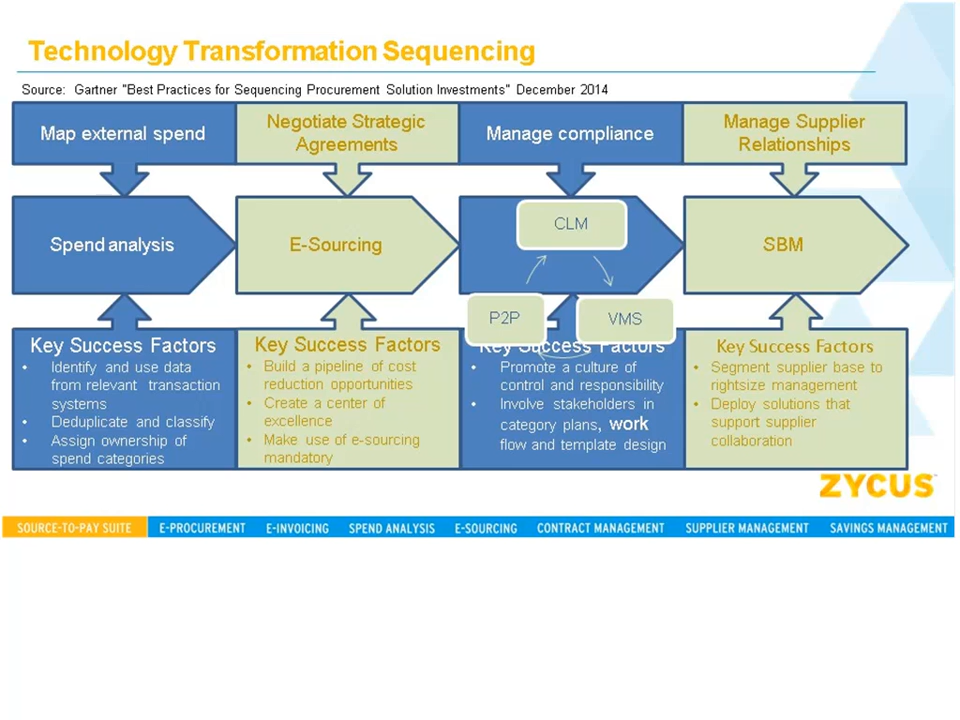 Technology Transformation Sequencing
Source: Gartner "Best Practices for Sequencing Procurement Solution Investments" December 2014
Map external spend
Negotiate Strategic
Agreements
Manage compliance
Manage Supplier
Relationships
Spend analysis
E-Sourcing
CLM
P2P
VMS
SBM
Key Success Factors
• Identify and use data
from relevant transaction
systems
• Deduplicate and classify
• Assign ownership of
spend categories
Key Success Factors
• Build a pipeline of cost
reduction opportunities
• Create a center of
excellence
• Make use of e-sourcing
mandatory
Key Success Factors
• Promote a culture of
control and responsibility
• Involve stakeholders in
category plans, work
flow and template design
Key Success Factors
• Segment supplier base to
rightsize management
• Deploy solutions that
support supplier
collaboration
ZYCUS
SOURCE-TO-PAY SUITE E-PROCUREMENT E-INVOICING SPEND ANALYSIS E-SOURCING CONTRACT MANAGEMENT SUPPLIER MANAGEMENT SAVINGS MANAGEMENT